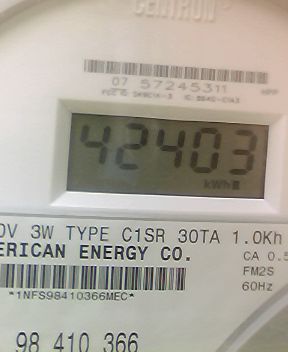 CENTRON
07 57245311
HPP
42403
kWh
0V 3W TYPE C1SR 30TA 1.0Kh
ERICAN ENERGY CO.
CA 0.5
FM2S
60Hz
*1NFS98410366MEC*
98 410 366